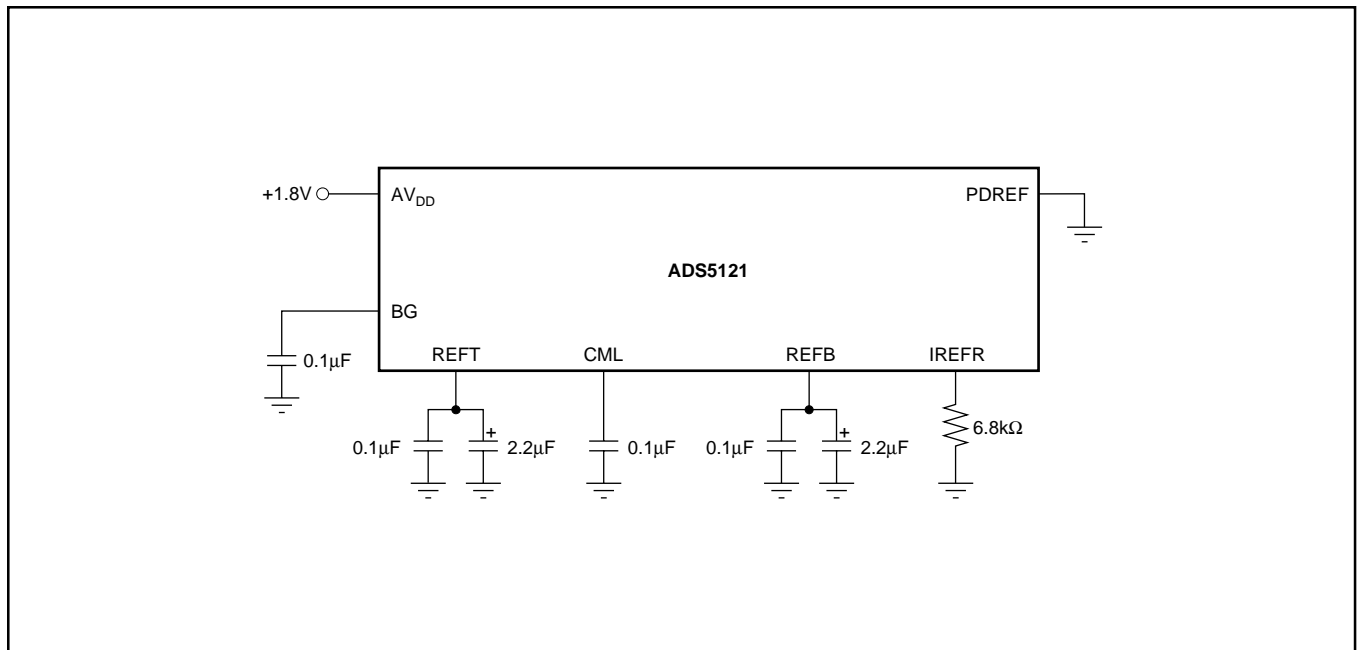 +1.8V
AVDD
PDREF
ADS5121
BG
0.1μF
REFT
CML
REFB
IREFR
0.1μF
+
2.2μF
0.1μF
0.1μF
+
2.2μF
6.8kΩ